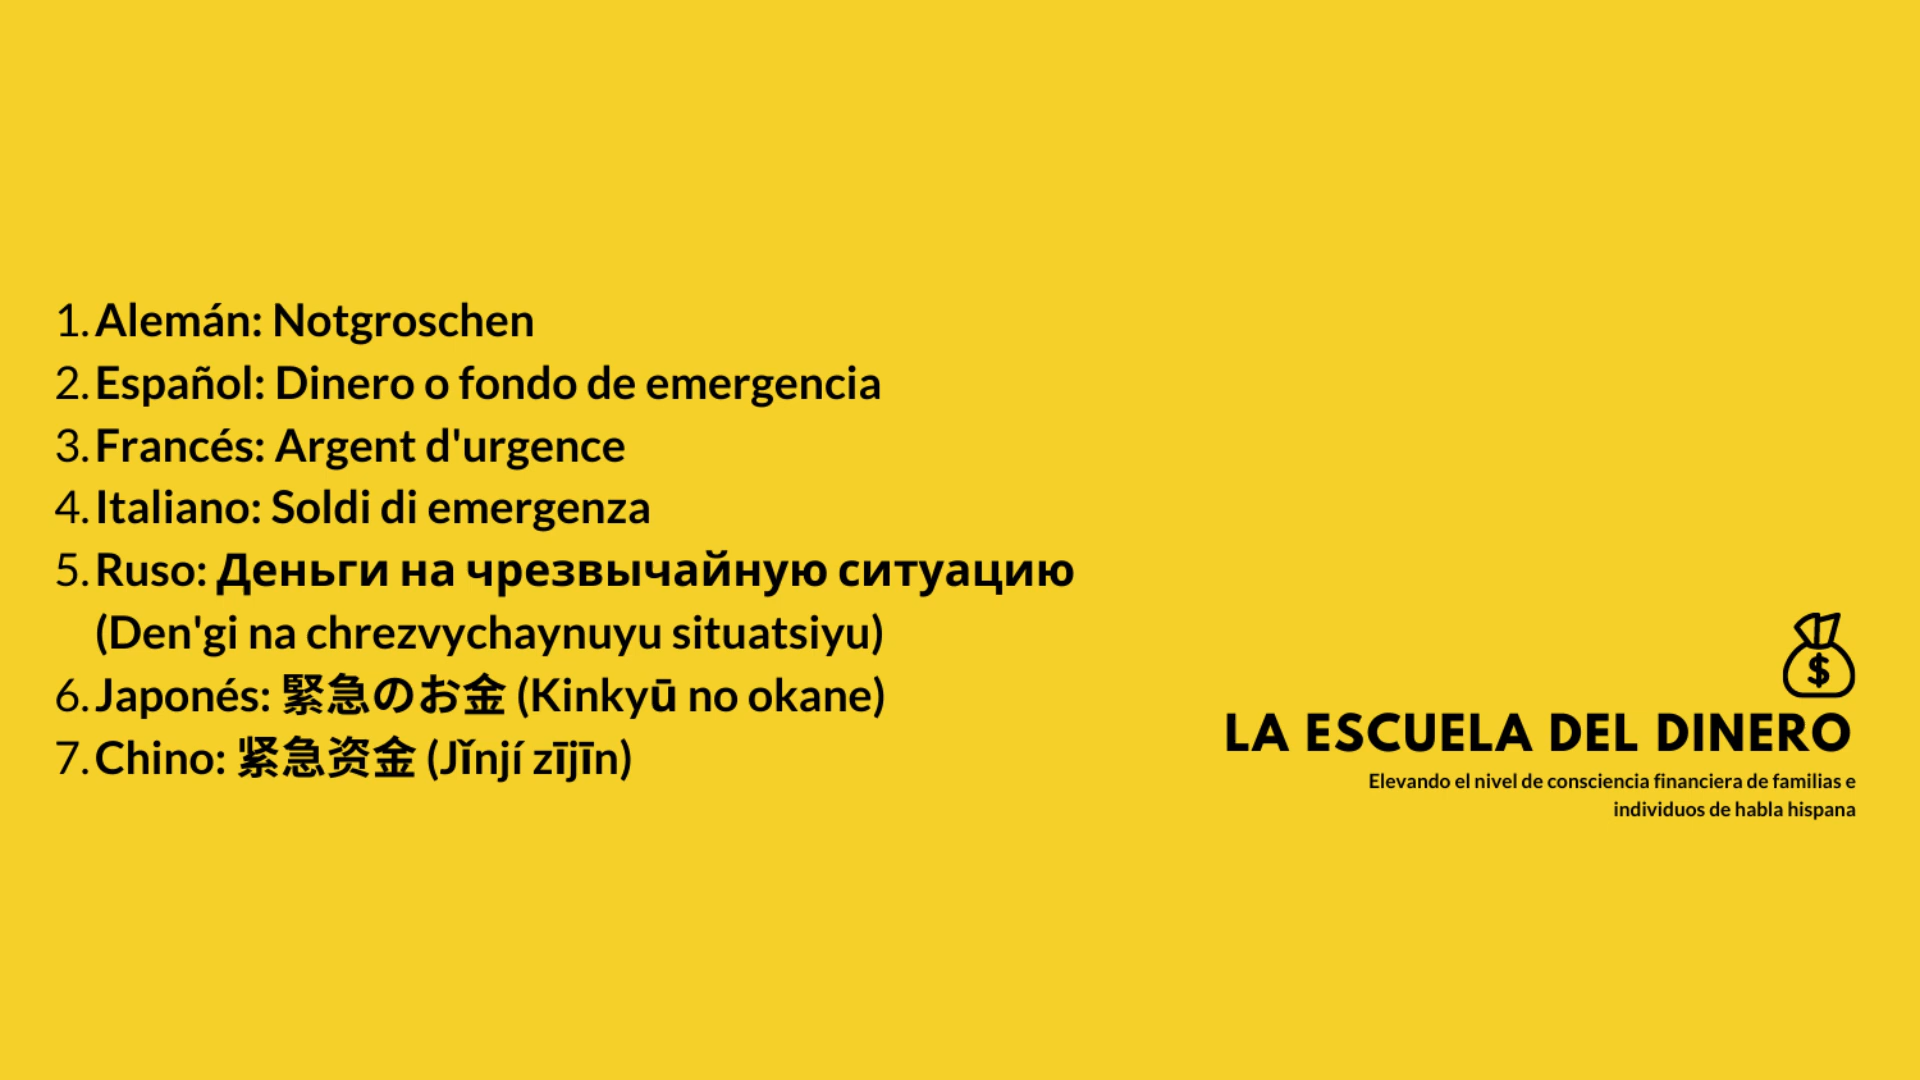 1. Alemán: Notgroschen
2. Español: Dinero o fondo de emergencia
3. Francés: Argent d'urgence
4. Italiano: Soldi di emergenza
5. Ruso: Деньги на чрезвычайную ситуацию
(Den'gi na chrezvychaynuyu situatsiyu)
6. Japonés: 緊急のお金 (Kinkyū no okane)
7. Chino: 紧急资金 (Jǐnjí zījīn)
$
LA ESCUELA DEL DINERO
Elevando el nivel de consciencia financiera de familias e
individuos de habla hispana